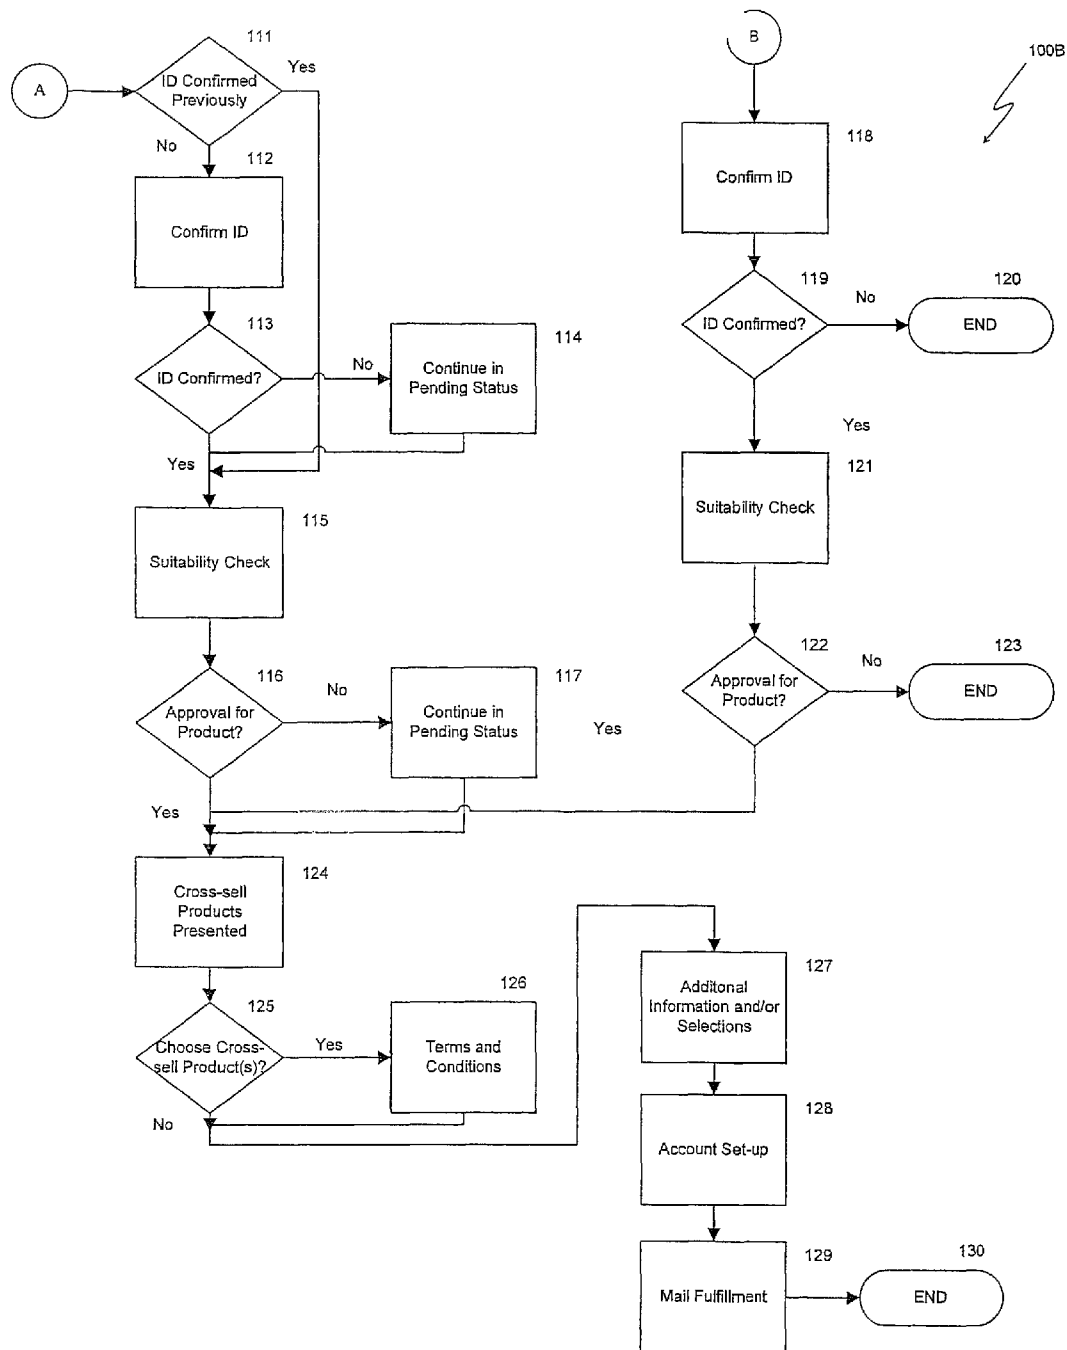 A
111
ID Confirmed
Previously
Yes
No
112
Confirm ID
113
ID Confirmed?
No
114
Continue in
Pending Status
Yes
115
Suitability Check
116
Approval for
Product?
No
117
Continue in
Pending Status
Yes
B
100B
118
Confirm ID
119
ID Confirmed?
No
120
END
Yes
121
Suitability Check
122
Approval for
Product?
No
123
END
Yes
124
Cross-sell
Products
Presented
125
Choose Cross-
sell Product(s)?
Yes
126
Terms and
Conditions
No
127
Additonal
Information and/or
Selections
128
Account Set-up
129
Mail Fulfillment
130
END